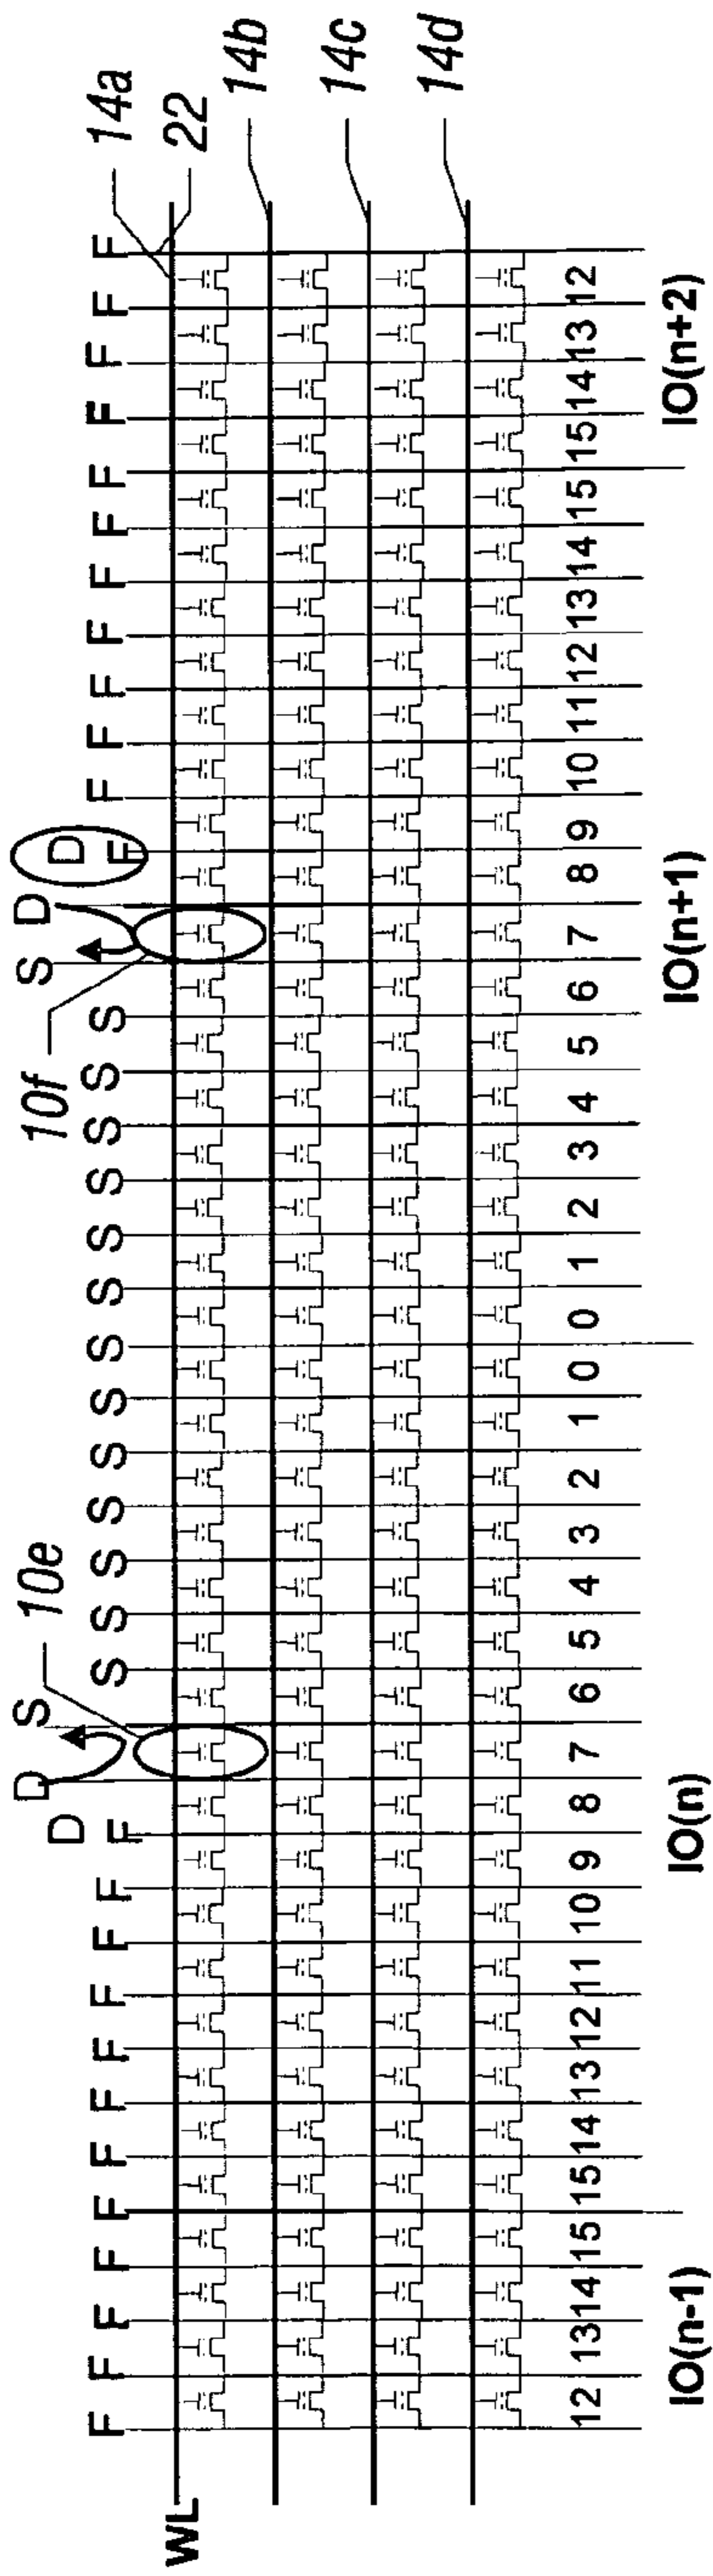 D S 10e 10f S D
D D
F F F F F F F F F F F F S S S S S S S S S S S S S F F F F F F F F F F F F
14a
22
WL
14b
14c
14d
12 13 14 15 15 14 13 12 11 10 9 8 7 6 5 4 3 2 1 0 0 1 2 3 4 5 6 7 8 9 10 11 12 13 14 15 15 14 13 12
IO(n-1) IO(n) IO(n+1) IO(n+2)